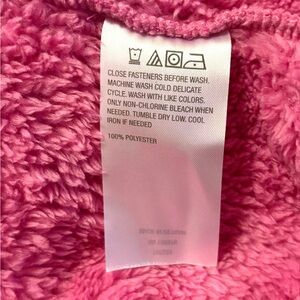 CLOSE FASTENERS BEFORE WASH.
MACHINE WASH COLD DELICATE
CYCLE. WASH WITH LIKE COLORS.
ONLY NON-CHLORINE BLEACH WHEN
NEEDED. TUMBLE DRY LOW. COOL
IRON IF NEEDED
100% POLYESTER